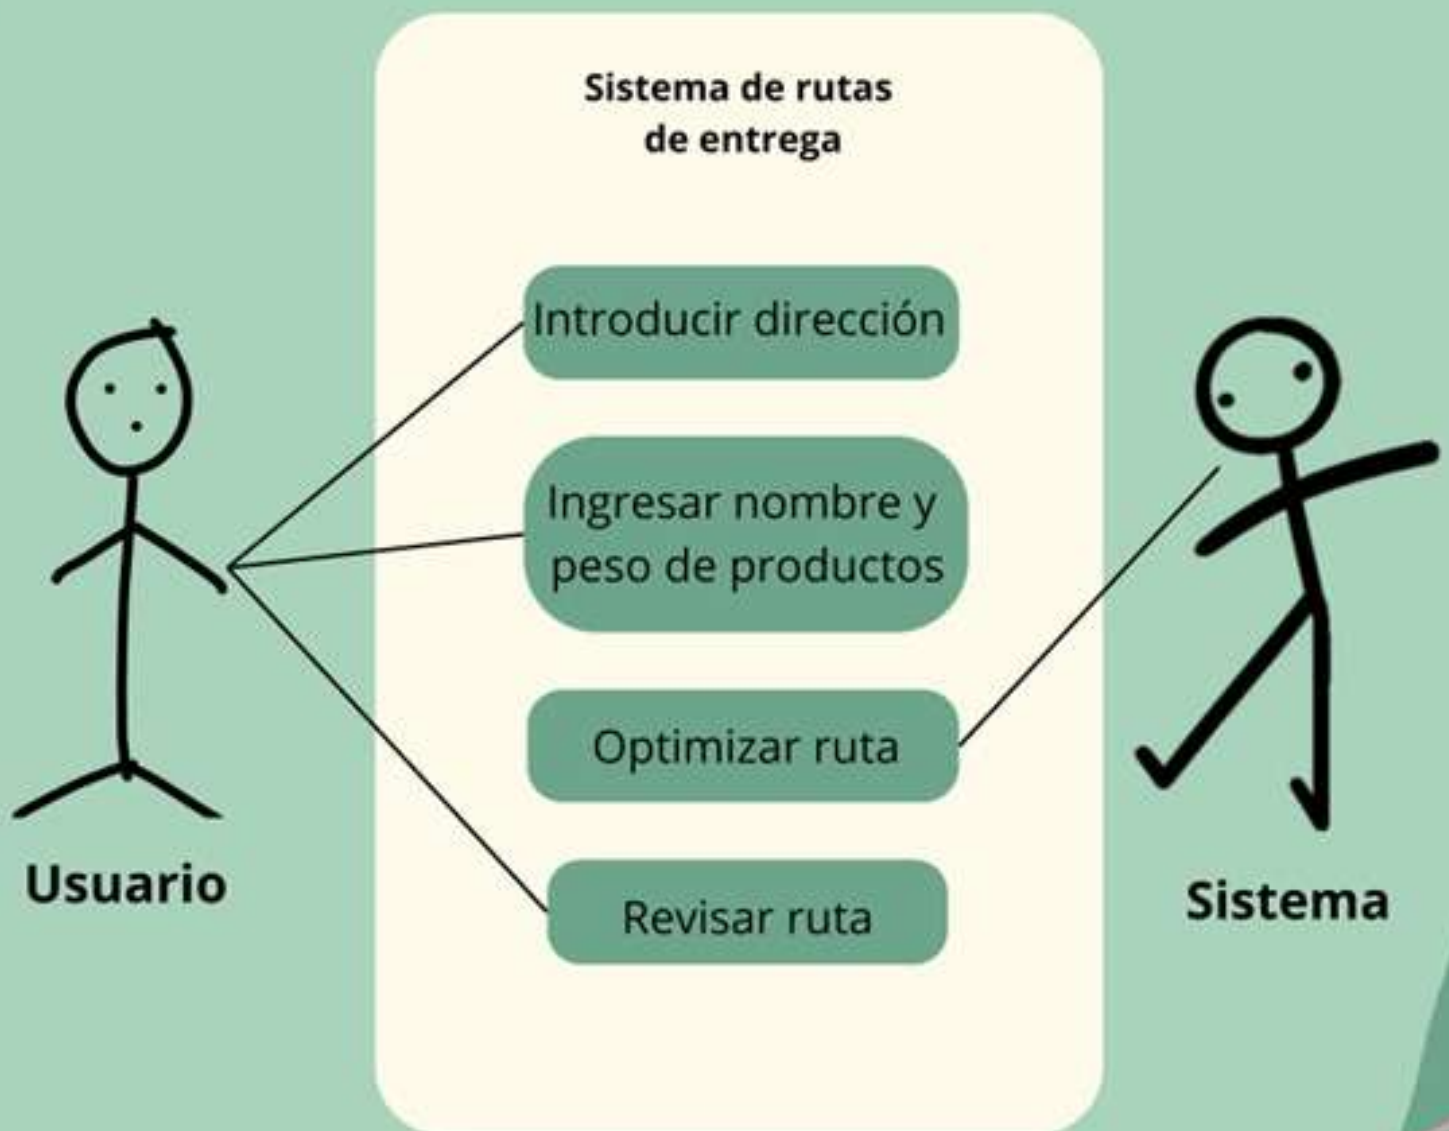 Sistema de rutas
de entrega
Introducir dirección
Ingresar nombre y
peso de productos
Optimizar ruta
Revisar ruta
Usuario
Sistema